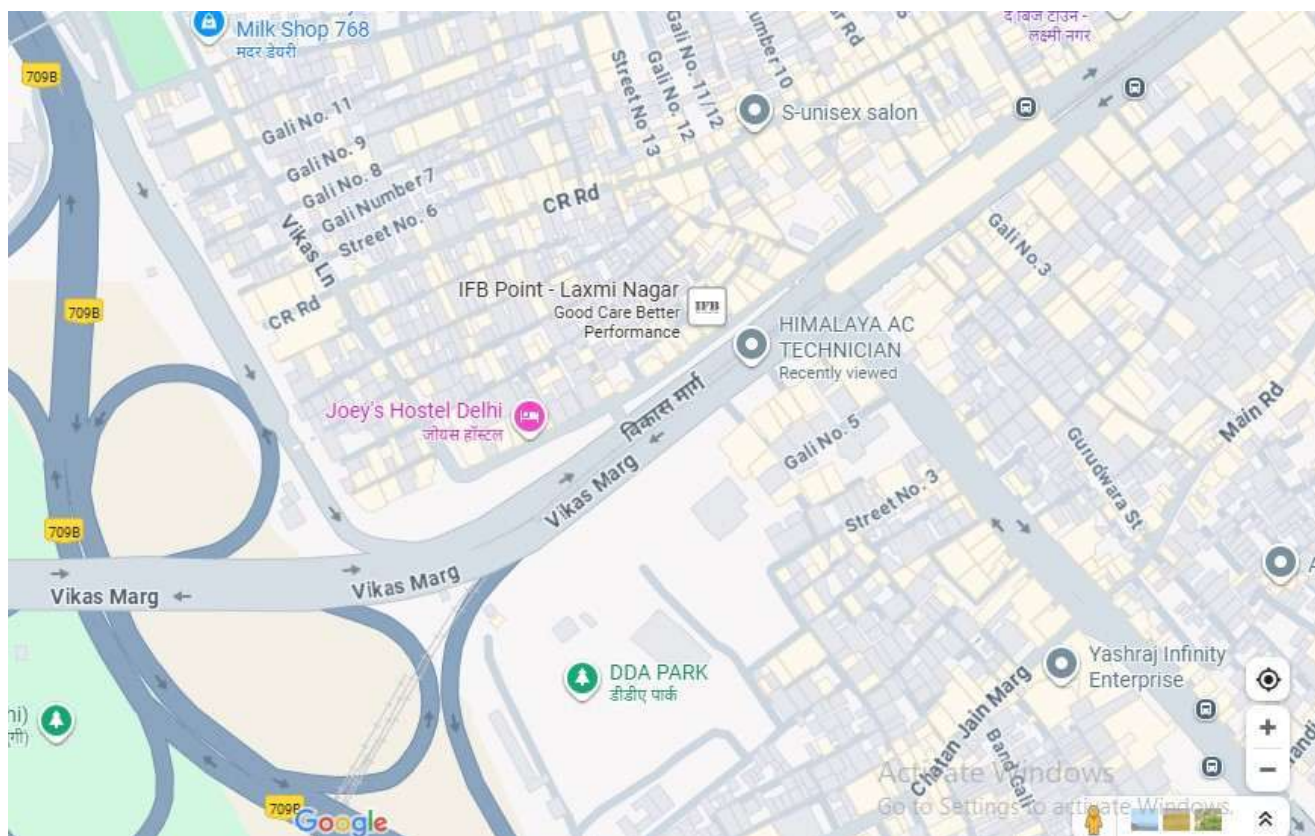 Milk Shop 768
मदर डेयरी
लक्ष्मी नगर
709B
Gali No. 11
Gali No. 9
Gali No. 8
Gali Number 7
Street No. 6
Vikas Ln
CR Rd
CR Rd
Street No 13
Gali No. 12
Gali No. 11/12
umber 10
Rd
S-unisex salon
Gali No.3
IFB Point - Laxmi Nagar
Good Care Better
Performance
IFB
HIMALAYA AC
TECHNICIAN
Recently viewed
709B
Joey's Hostel Delhi
जोयस हॉस्टल
विकास मार्ग
Vikas Marg
Gali No. 5
Street No. 3
Gurudwara St
Main Rd
709B
Vikas Marg
Vikas Marg
DDA PARK
डीडीए पार्क
Yashraj Infinity
Enterprise
Chatan Jain Marg
Band Gali
709B
Google
Activate Windows
Go to Settings to activate Windows.